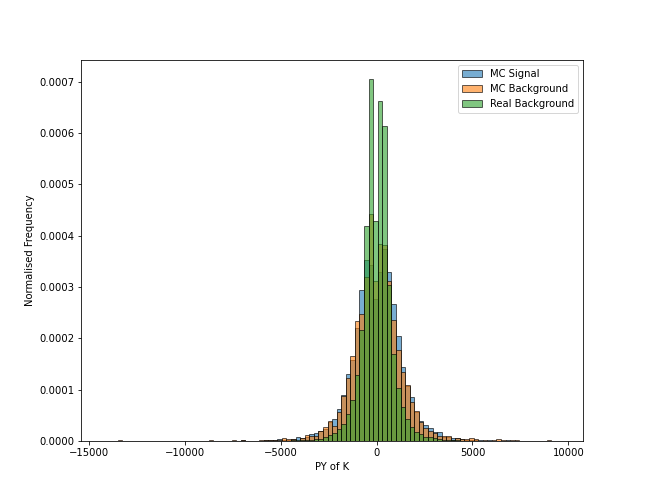 MC Signal
MC Background
Real Background
Normalised Frequency
0.0007
0.0006
0.0005
0.0004
0.0003
0.0002
0.0001
0.0000
−15000 −10000 −5000 0 5000 10000
PY of K